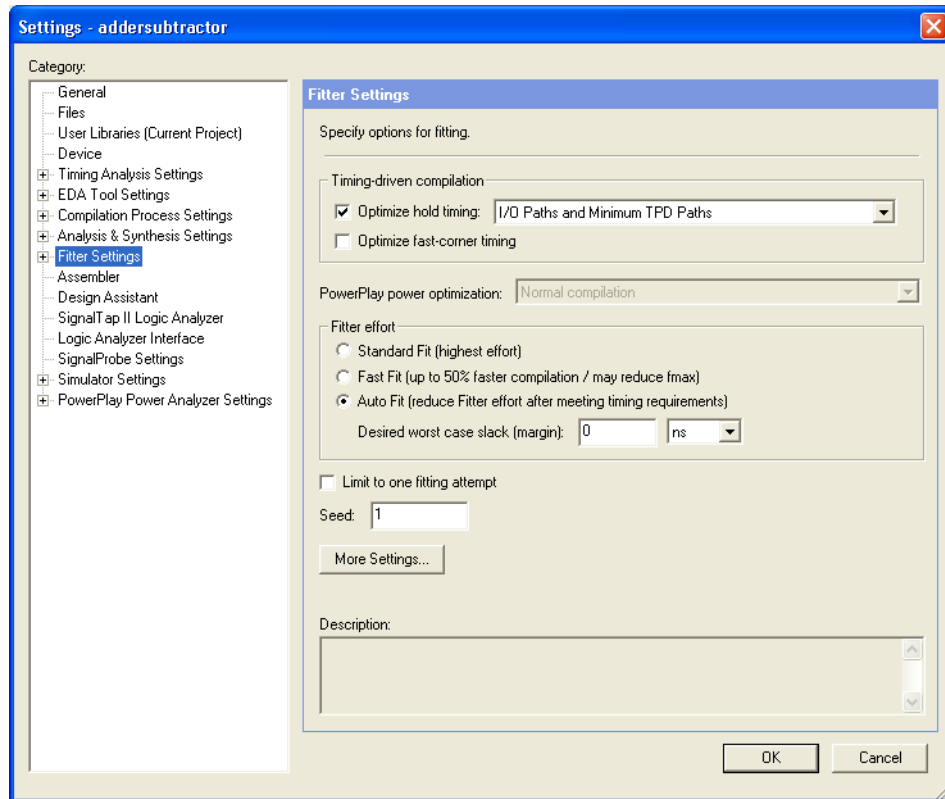 Settings - addersubtractor
Category:
General
Files
User Libraries (Current Project)
Device
Timing Analysis Settings
EDA Tool Settings
Compilation Process Settings
Analysis & Synthesis Settings
Fitter Settings
Assembler
Design Assistant
SignalTap II Logic Analyzer
Logic Analyzer Interface
SignalProbe Settings
Simulator Settings
PowerPlay Power Analyzer Settings
Fitter Settings
Specify options for fitting.
Timing-driven compilation
Optimize hold timing: I/O Paths and Minimum TPD Paths
Optimize fast-corner timing
PowerPlay power optimization: Normal compilation
Fitter effort
Standard Fit (highest effort)
Fast Fit (up to 50% faster compilation / may reduce fmax)
Auto Fit (reduce Fitter effort after meeting timing requirements)
Desired worst case slack (margin): 0 ns
Limit to one fitting attempt
Seed: 1
More Settings...
Description:
OK Cancel